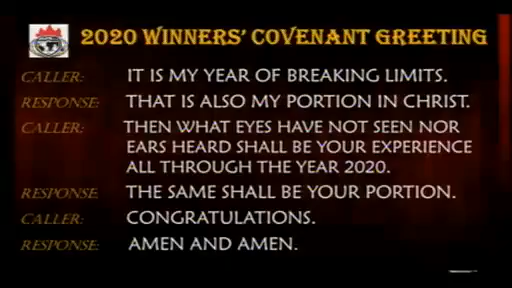 2020 WINNERS' COVENANT GREETING
CALLER: IT IS MY YEAR OF BREAKING LIMITS.
RESPONSE: THAT IS ALSO MY PORTION IN CHRIST.
CALLER: THEN WHAT EYES HAVE NOT SEEN NOR
EARS HEARD SHALL BE YOUR EXPERIENCE
ALL THROUGH THE YEAR 2020.
RESPONSE: THE SAME SHALL BE YOUR PORTION.
CALLER: CONGRATULATIONS.
RESPONSE: AMEN AND AMEN.